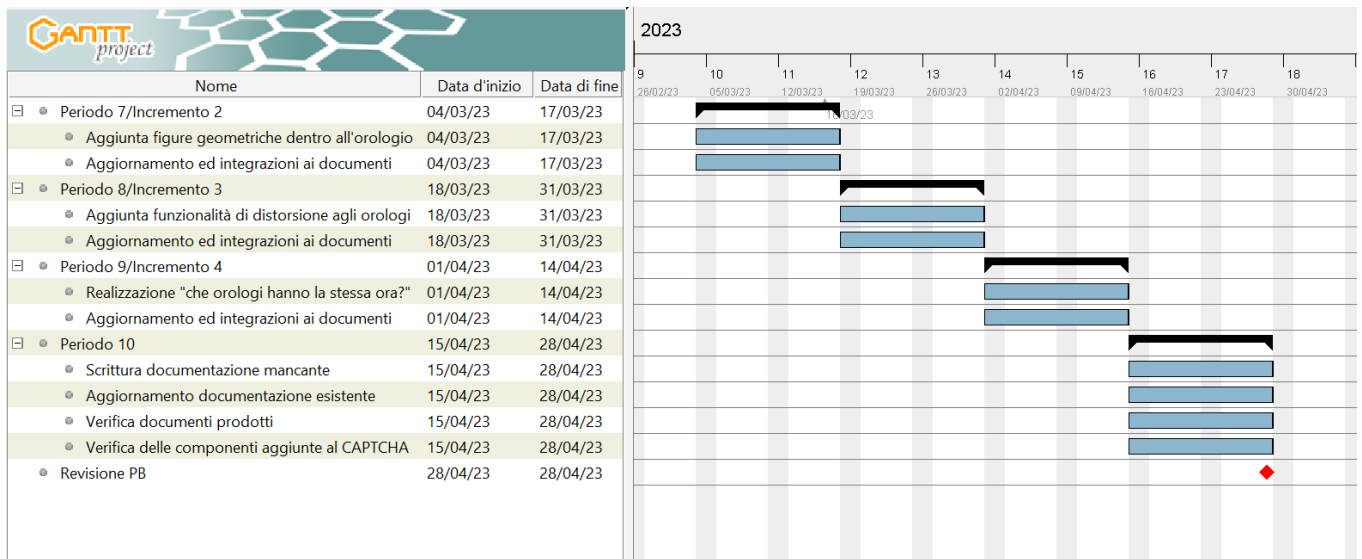 GANTT
project
2023
Nome Data d'inizio Data di fine
9 10 11 12 13 14 15 16 17 18
26/02/23 05/03/23 12/03/23 19/03/23 26/03/23 02/04/23 09/04/23 16/04/23 23/04/23 30/04/23
Periodo 7/Incremento 2 04/03/23 17/03/23
Aggiunta figure geometriche dentro all'orologio 04/03/23 17/03/23
Aggiornamento ed integrazioni ai documenti 04/03/23 17/03/23
Periodo 8/Incremento 3 18/03/23 31/03/23
Aggiunta funzionalità di distorsione agli orologi 18/03/23 31/03/23
Aggiornamento ed integrazioni ai documenti 18/03/23 31/03/23
Periodo 9/Incremento 4 01/04/23 14/04/23
Realizzazione "che orologi hanno la stessa ora?" 01/04/23 14/04/23
Aggiornamento ed integrazioni ai documenti 01/04/23 14/04/23
Periodo 10 15/04/23 28/04/23
Scrittura documentazione mancante 15/04/23 28/04/23
Aggiornamento documentazione esistente 15/04/23 28/04/23
Verifica documenti prodotti 15/04/23 28/04/23
Verifica delle componenti aggiunte al CAPTCHA 15/04/23 28/04/23
Revisione PB 28/04/23 28/04/23